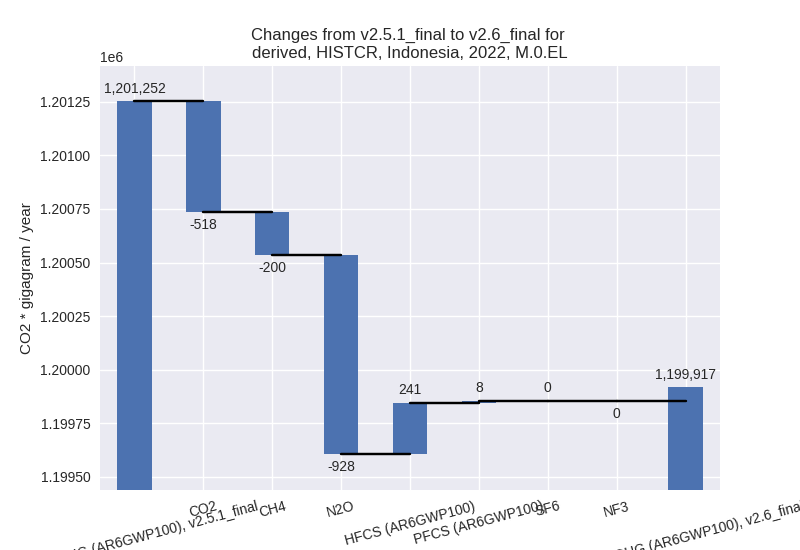 Changes from v2.5.1_final to v2.6_final for
derived, HISTCR, Indonesia, 2022, M.0.EL
1e6
1.20125
1.20100
1.20075
1.20050
1.20025
1.20000
1.19975
1.19950
CO2 * gigagram / year
1,201,252
-518
-200
-928
241
8
0
0
1,199,917
(AR6GWP100), v2.5.1_final
CO2
CH4
N2O
HFCS (AR6GWP100)
PFCS (AR6GWP100)
SF6
NF3
(AR6GWP100), v2.6_final